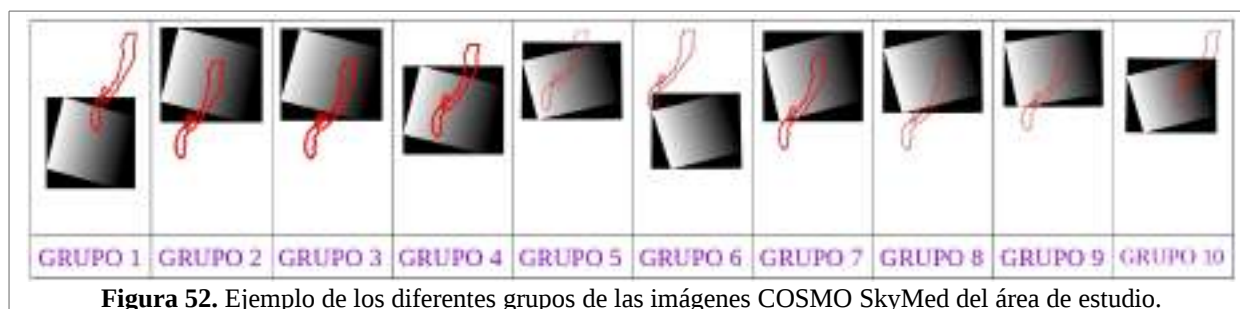 GRUPO 1 GRUPO 2 GRUPO 3 GRUPO 4 GRUPO 5 GRUPO 6 GRUPO 7 GRUPO 8 GRUPO 9 GRUPO 10
Figura 52. Ejemplo de los diferentes grupos de las imágenes COSMO SkyMed del área de estudio.